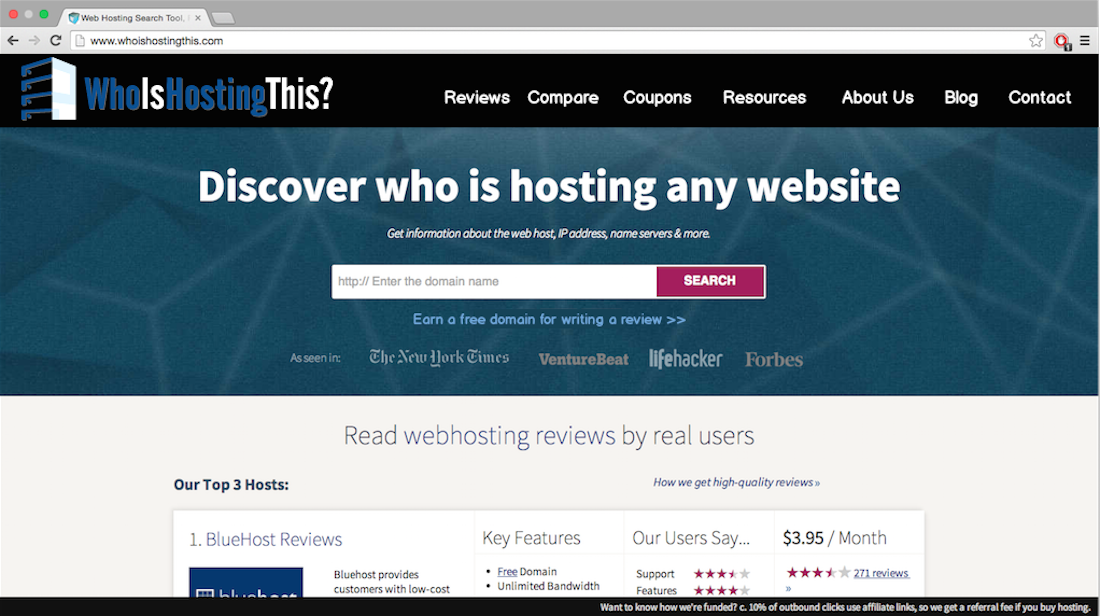 Web Hosting Search Tool,
www.whoishostingthis.com
WhoIsHostingThis?
Reviews Compare Coupons Resources About Us Blog Contact
Discover who is hosting any website
Get information about the web host, IP address, name servers & more.
http:// Enter the domain name SEARCH
Earn a free domain for writing a review >>
As seen in: The New York Times VentureBeat lifehacker Forbes
Read webhosting reviews by real users
Our Top 3 Hosts: How we get high-quality reviews »
1. BlueHost Reviews Key Features Our Users Say... $3.95 / Month
Bluehost provides Free Domain Support 271 reviews
customers with low-cost Unlimited Bandwidth Features »
bluehost
Want to know how we're funded? c. 10% of outbound clicks use affiliate links, so we get a referral fee if you buy hosting.